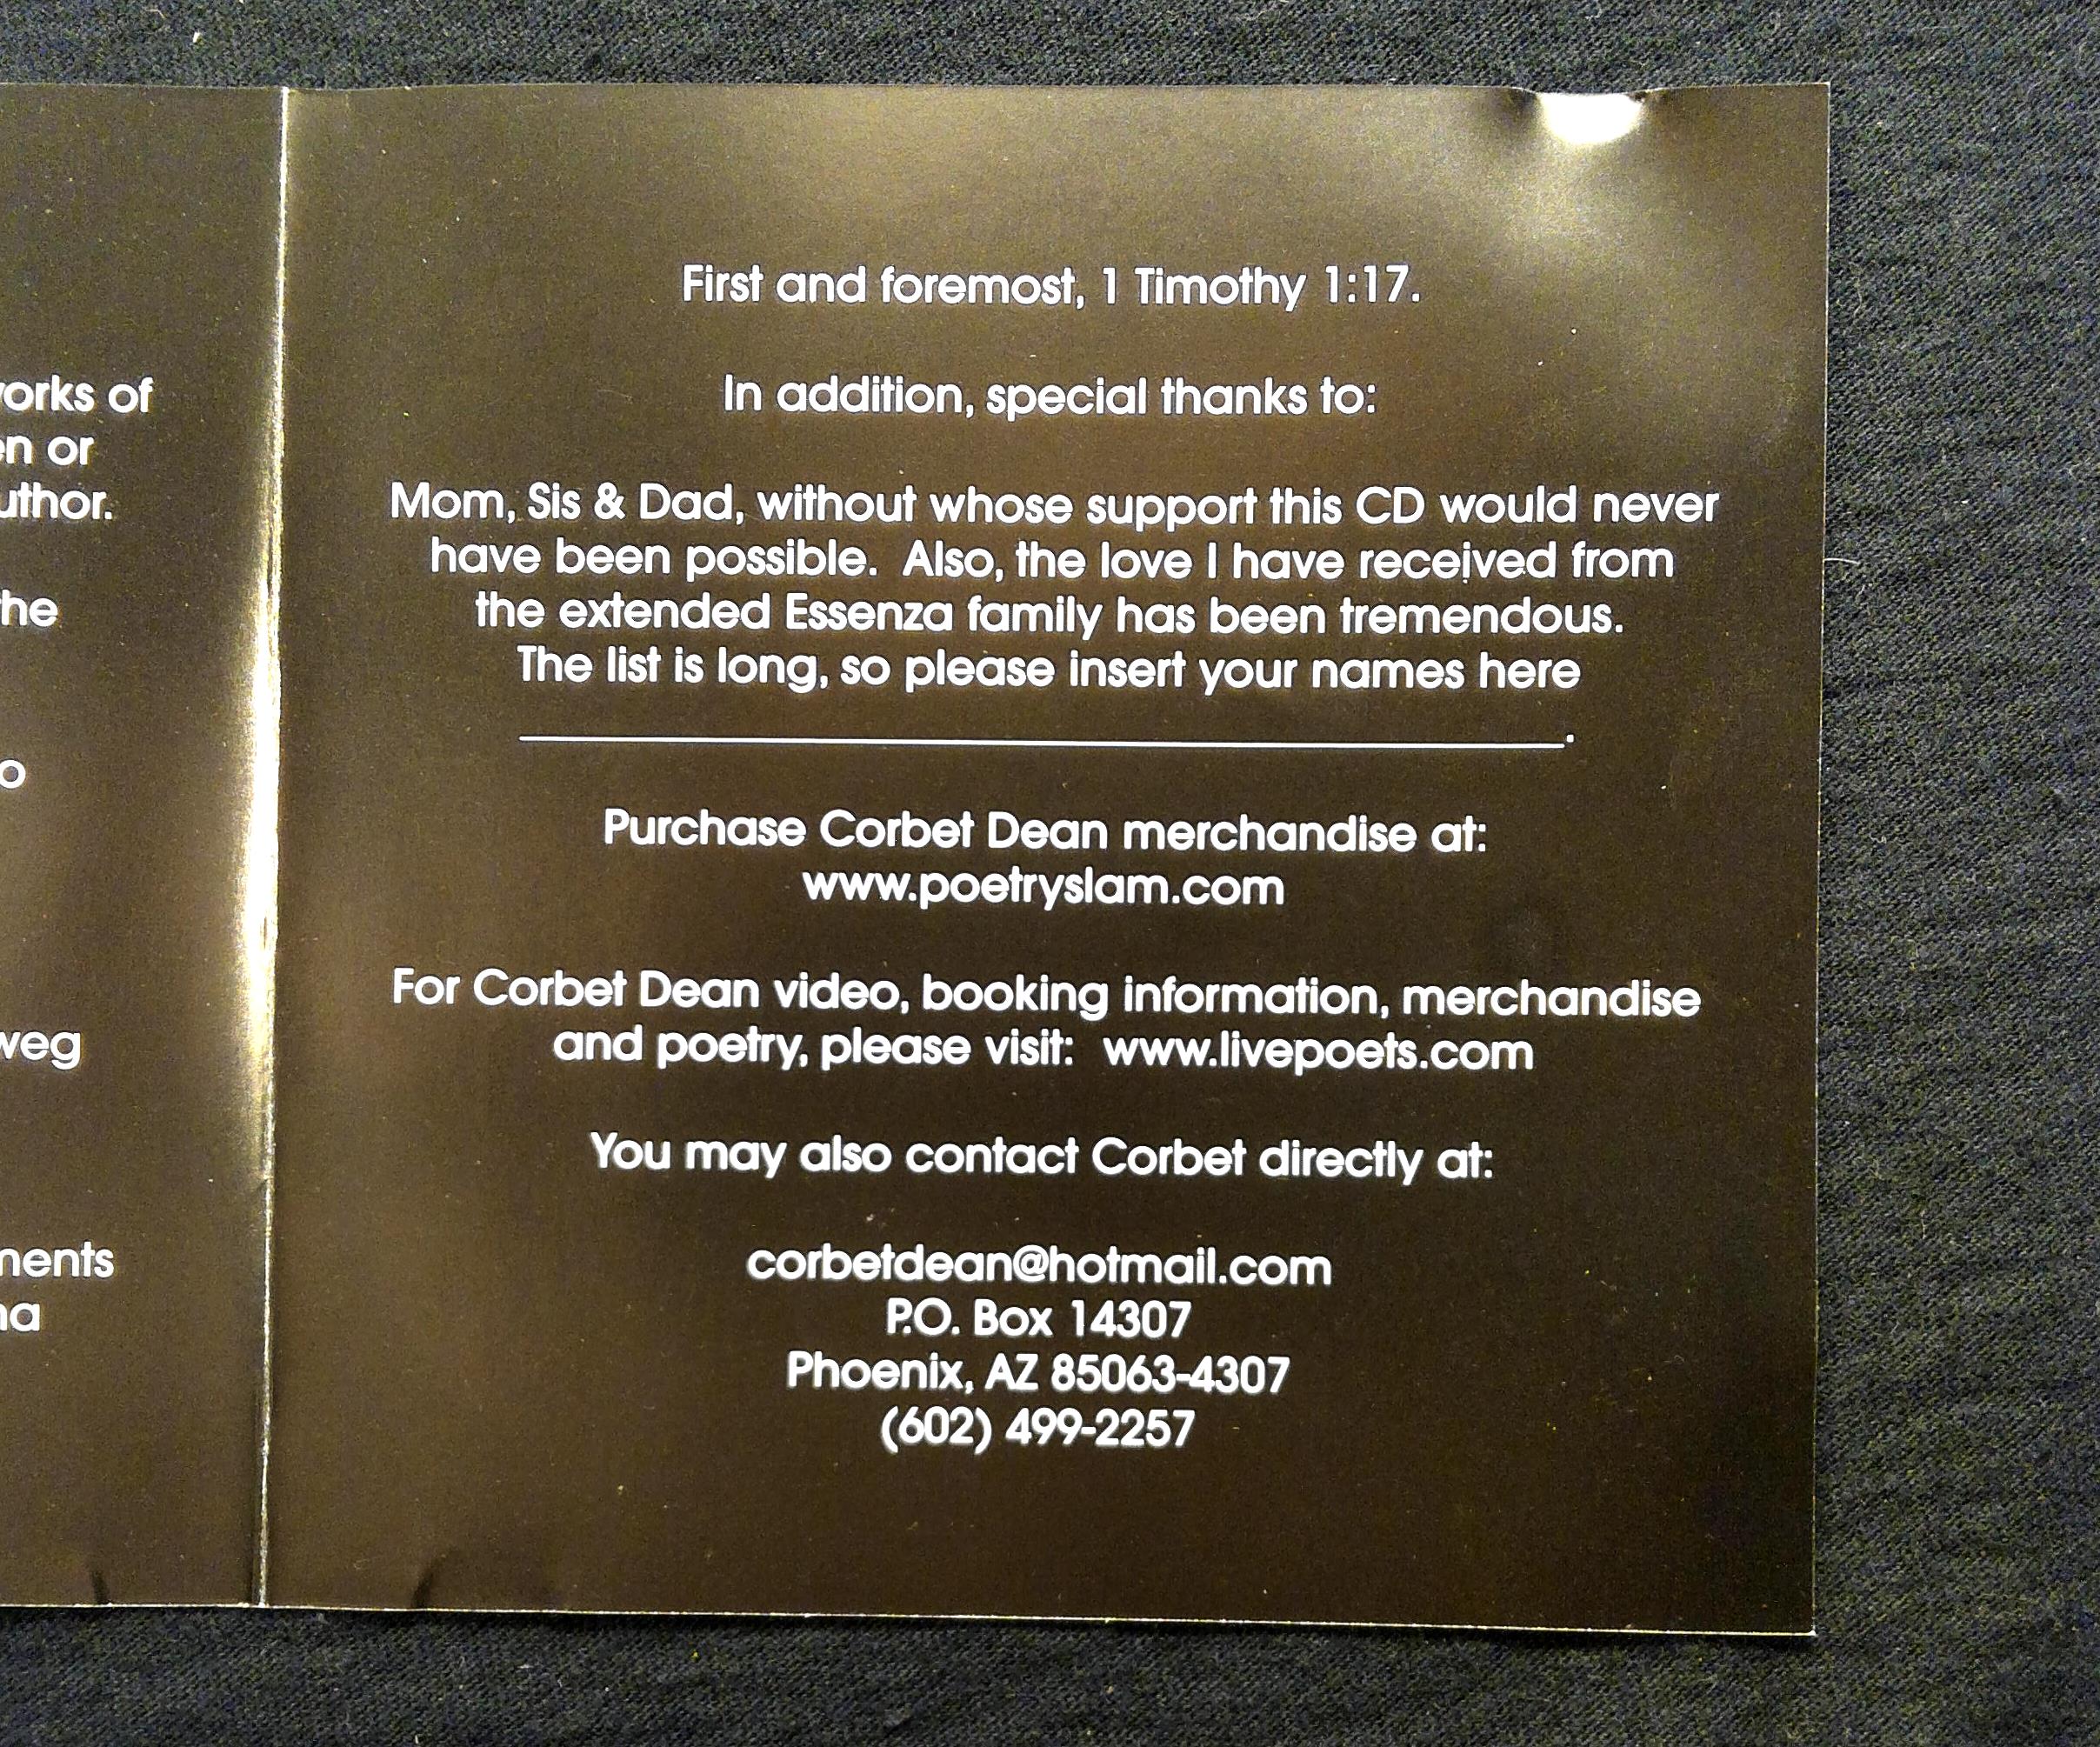 orks of
en or
uthor.
he
o
weg
ments
na
First and foremost, 1 Timothy 1:17.
In addition, special thanks to:
Mom, Sis & Dad, without whose support this CD would never
have been possible.  Also, the love I have received from
the extended Essenza family has been tremendous.
The list is long, so please insert your names here
.
Purchase Corbet Dean merchandise at:
www.poetryslam.com
For Corbet Dean video, booking information, merchandise
and poetry, please visit:  www.livepoets.com
You may also contact Corbet directly at:
corbetdean@hotmail.com
P.O. Box 14307
Phoenix, AZ 85063-4307
(602) 499-2257